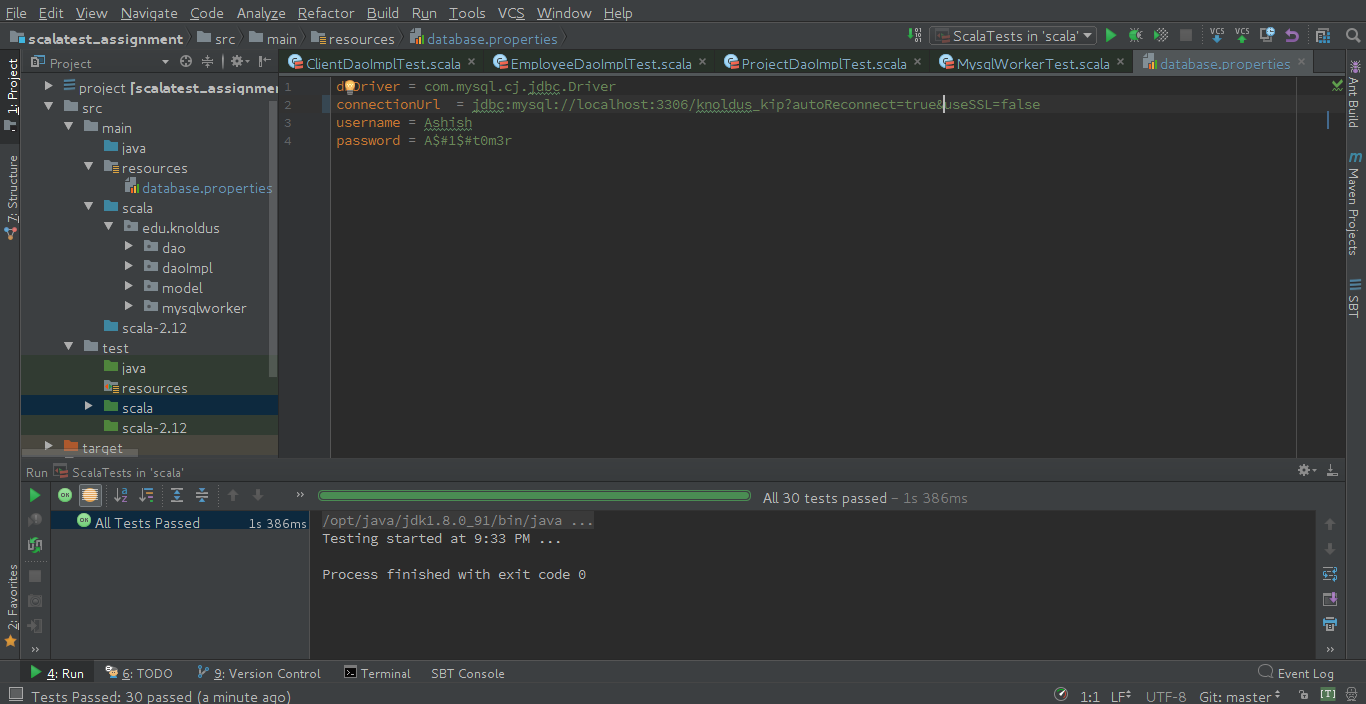 File Edit View Navigate Code Analyze Refactor Build Run Tools VCS Window Help
scalatest_assignment src main resources database.properties ScalaTests in 'scala' VCS VCS
Project ClientDaoImplTest.scala EmployeeDaoImplTest.scala ProjectDaoImplTest.scala MysqlWorkerTest.scala database.properties
1: Project
7: Structure
2: Favorites
project [scalatest_assignmen
src
main
java
resources
database.properties
scala
edu.knoldus
dao
daoImpl
model
mysqlworker
scala-2.12
test
java
resources
scala
scala-2.12
target
1 Driver = com.mysql.cj.jdbc.Driver
2 connectionUrl = jdbc:mysql://localhost:3306/knoldus_kip?autoReconnect=true&useSSL=false
3 username = Ashish
4 password = A$#1$#t0m3r
Ant Build
Maven Projects
SBT
Run ScalaTests in 'scala'
All 30 tests passed – 1s 386ms
All Tests Passed 1s 386ms
/opt/java/jdk1.8.0_91/bin/java ...
Testing started at 9:33 PM ...
Process finished with exit code 0
4: Run 6: TODO 9: Version Control Terminal SBT Console Event Log
Tests Passed: 30 passed (a minute ago) 1:1 LF UTF-8 Git: master [T]